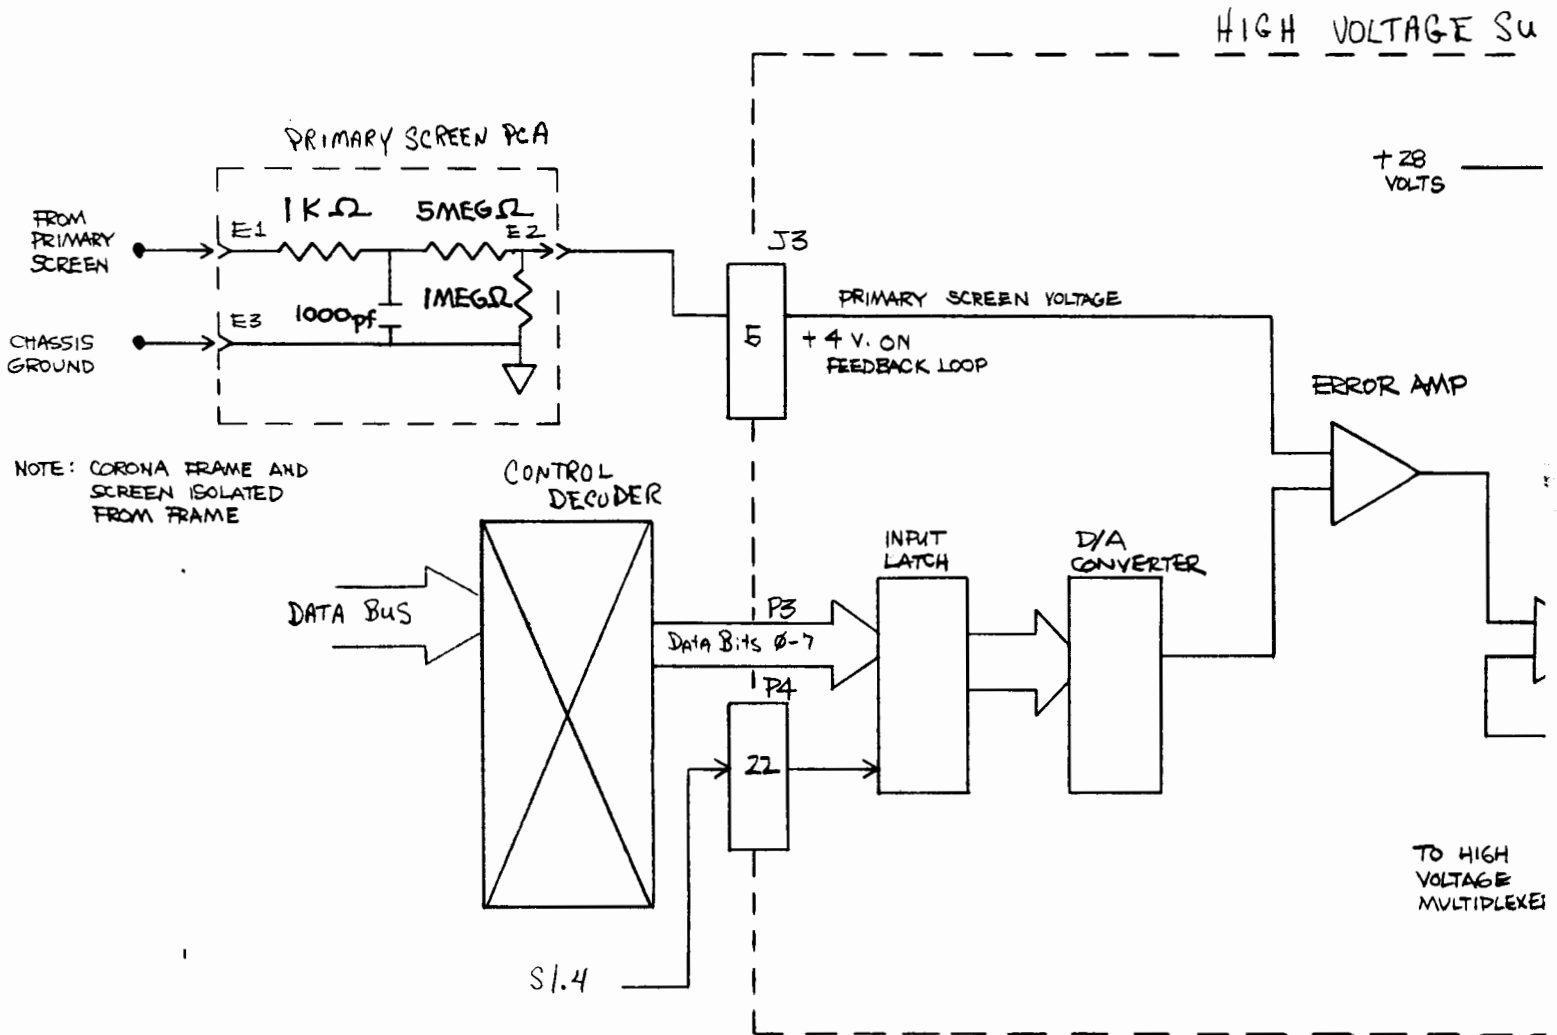 HIGH VOLTAGE SU
PRIMARY SCREEN PCA
+28
VOLTS
FROM
PRIMARY
SCREEN
E1
1KΩ
5MEGΩ
E2
J3
1000pf
1MEGΩ
E3
CHASSIS
GROUND
5
PRIMARY SCREEN VOLTAGE
+4 V. ON
FEEDBACK LOOP
ERROR AMP
NOTE: CORONA FRAME AND
SCREEN ISOLATED
FROM FRAME
CONTROL
DECODER
INPUT
LATCH
D/A
CONVERTER
DATA BUS
P3
Data Bits Ø-7
P4
22
TO HIGH
VOLTAGE
MULTIPLEXE
S1.4